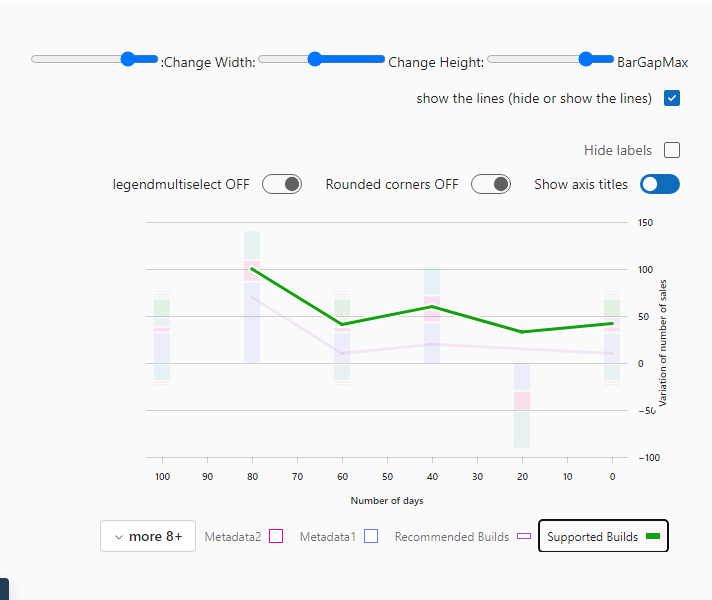 :Change Width: Change Height: BarGapMax
show the lines (hide or show the lines)
Hide labels
legendmultiselect OFF Rounded corners OFF Show axis titles
150
100
50
0
−50
−100
Variation of number of sales
100 90 80 70 60 50 40 30 20 10 0
Number of days
more 8+ Metadata2 Metadata1 Recommended Builds Supported Builds